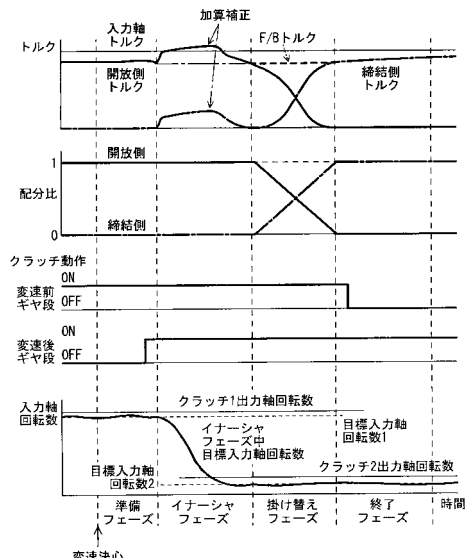 加算補正
トルク
入力軸
トルク
F/Bトルク
開放側
トルク
締結側
トルク
1
開放側
配分比
締結側
0
クラッチ動作
ON
変速前
ギヤ段
OFF
ON
変速後
ギヤ段
OFF
入力軸
回転数
クラッチ1出力軸回転数
イナーシャ
フェーズ中
目標入力軸回転数
目標入力軸
回転数1
目標入力軸
回転数2
クラッチ2出力軸回転数
準備
フェーズ
イナーシャ
フェーズ
掛け替え
フェーズ
終了
フェーズ
時間
変速決心